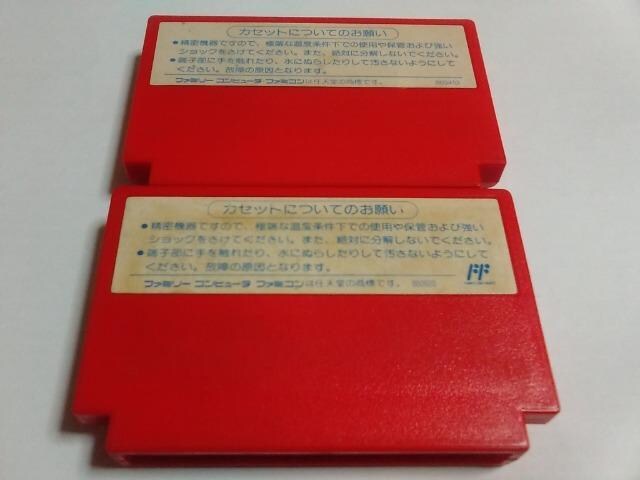 カセットについてのお願い
●精密機器ですので、極端な温度条件下での使用や保管および強い
ショックをさけてください。また、絶対に分解しないでください。
●端子部に手を触れたり、水にぬらしたりして汚さないようにして
ください。故障の原因となります。
ファミリー コンピュータ・ファミコンは任天堂の商標です。
カセットについてのお願い
●精密機器ですので、極端な温度条件下での使用や保管および強い
ショックをさけてください。また、絶対に分解しないでください。
●端子部に手を触れたり、水にぬらしたりして汚さないようにして
ください。故障の原因となります。
ファミリー コンピュータ ファミコンは任天堂の商標です。
FF